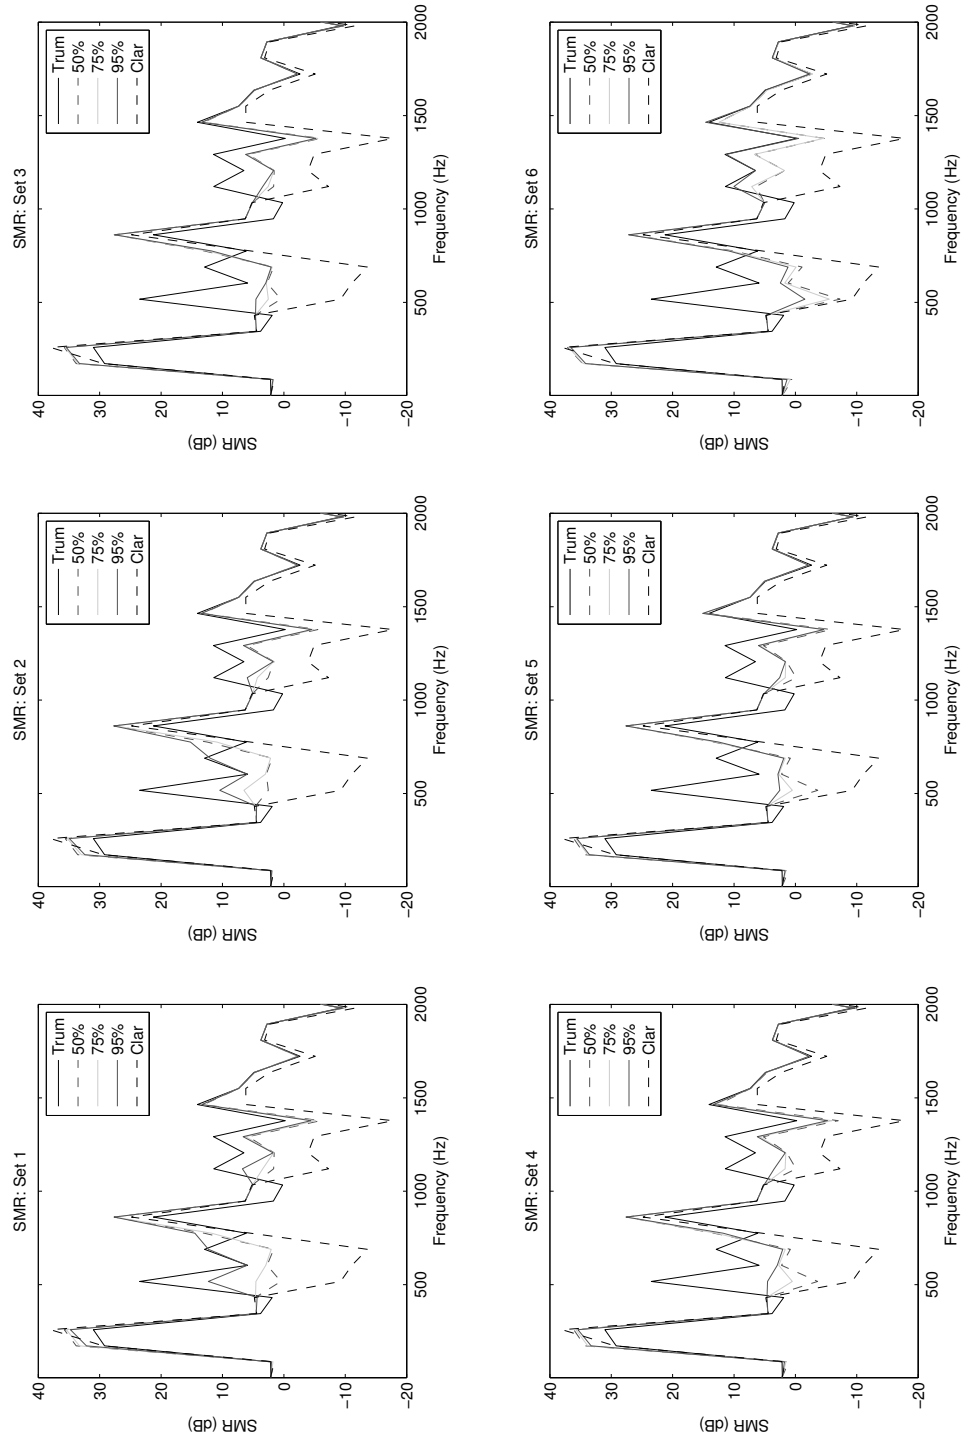 SMR: Set 1
40
30
20
10
0
−10
−20
SMR (dB)
500
1000
1500
2000
Frequency (Hz)
Trum
50%
75%
95%
Clar
SMR: Set 2
40
30
20
10
0
−10
−20
SMR (dB)
500
1000
1500
2000
Frequency (Hz)
Trum
50%
75%
95%
Clar
SMR: Set 3
40
30
20
10
0
−10
−20
SMR (dB)
500
1000
1500
2000
Frequency (Hz)
Trum
50%
75%
95%
Clar
SMR: Set 4
40
30
20
10
0
−10
−20
SMR (dB)
500
1000
1500
2000
Frequency (Hz)
Trum
50%
75%
95%
Clar
SMR: Set 5
40
30
20
10
0
−10
−20
SMR (dB)
500
1000
1500
2000
Frequency (Hz)
Trum
50%
75%
95%
Clar
SMR: Set 6
40
30
20
10
0
−10
−20
SMR (dB)
500
1000
1500
2000
Frequency (Hz)
Trum
50%
75%
95%
Clar